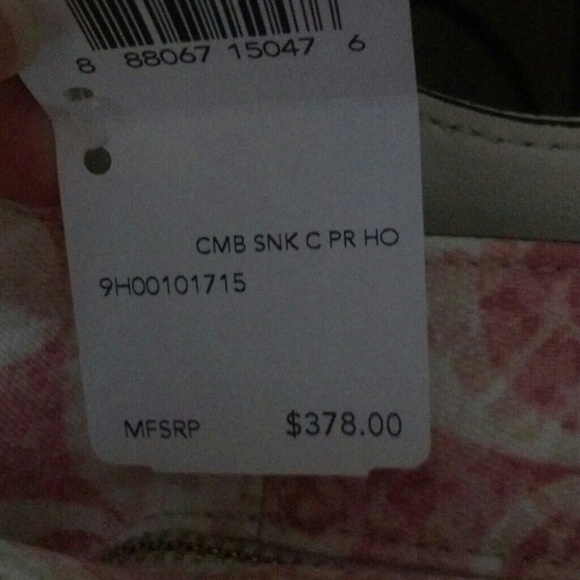 8 88067 15047 6
CMB SNK C PR HO
9H00101715
MFSRP $378.00